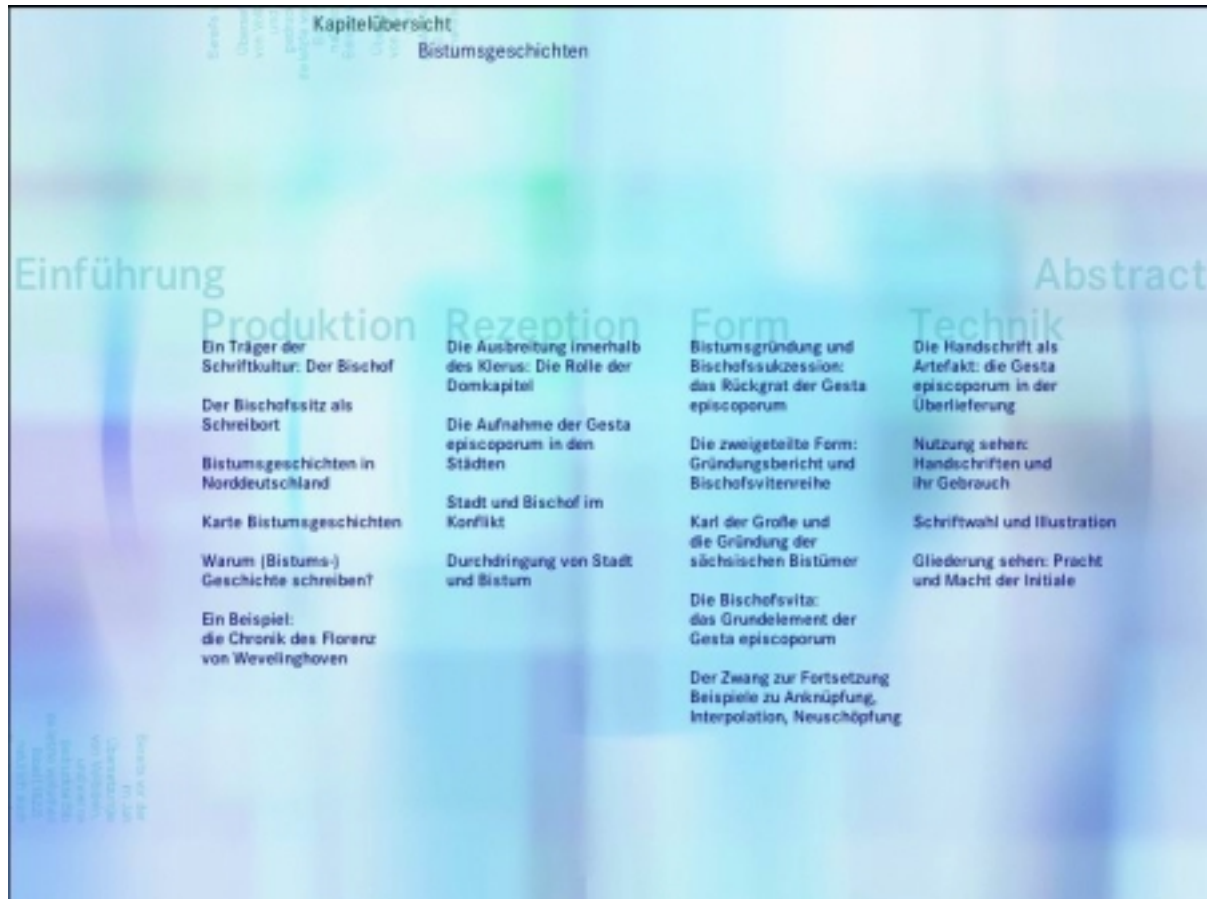 Kapitelübersicht
Bistumsgeschichten
Einführung
Abstract
Produktion
Ein Träger der
Schriftkultur: Der Bischof
Der Bischofssitz als
Schreibort
Bistumsgeschichten in
Norddeutschland
Karte Bistumsgeschichten
Warum (Bistums-)
Geschichte schreiben?
Ein Beispiel:
die Chronik des Florenz
von Wevelinghoven
Rezeption
Die Ausbreitung innerhalb
des Klerus: Die Rolle der
Domkapitel
Die Aufnahme der Gesta
episcoporum in den
Städten
Stadt und Bischof im
Konflikt
Durchdringung von Stadt
und Bistum
Form
Bistumsgründung und
Bischofssukzession:
das Rückgrat der Gesta
episcoporum
Die zweigeteilte Form:
Gründungsbericht und
Bischofsvitenreihe
Karl der Große und
die Gründung der
sächsischen Bistümer
Die Bischofsvita:
das Grundelement der
Gesta episcoporum
Der Zwang zur Fortsetzung
Beispiele zu Anknüpfung,
Interpolation, Neuschöpfung
Technik
Die Handschrift als
Artefakt: die Gesta
episcoporum in der
Überlieferung
Nutzung sehen:
Handschriften und
ihr Gebrauch
Schriftwahl und Illustration
Gliederung sehen: Pracht
und Macht der Initiale